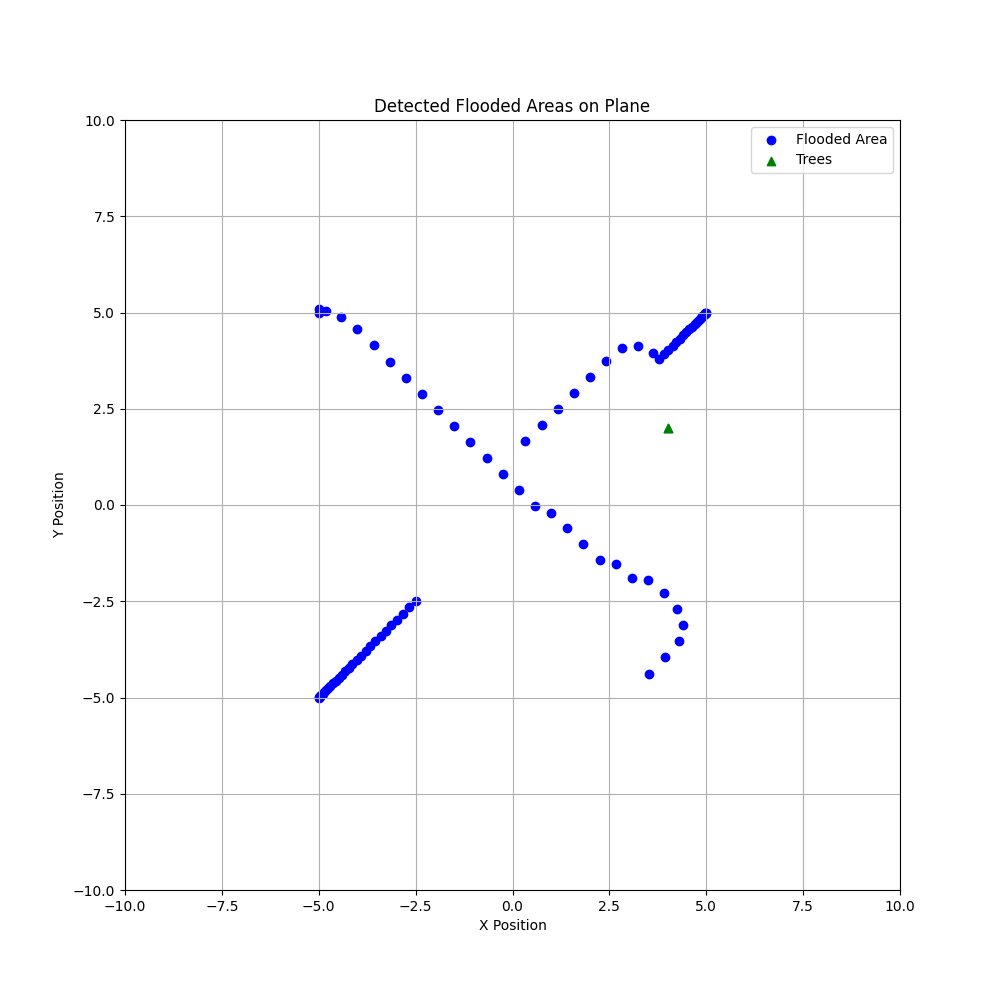 Detected Flooded Areas on Plane
Flooded Area
Trees
10.0
7.5
5.0
2.5
0.0
−2.5
−5.0
−7.5
−10.0
Y Position
−10.0 −7.5 −5.0 −2.5 0.0 2.5 5.0 7.5 10.0
X Position